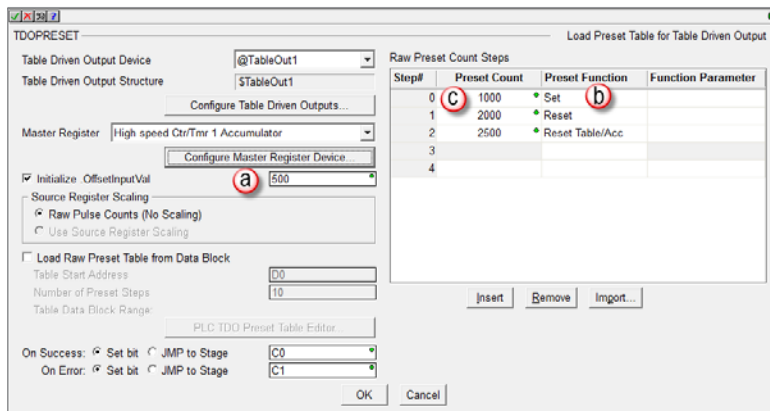 TDOPRESET
Load Preset Table for Table Driven Output
Table Driven Output Device @TableOut1
Table Driven Output Structure $TableOut1
Configure Table Driven Outputs...
Master Register High speed Ctr/Tmr 1 Accumulator
Configure Master Register Device...
Initialize .OffsetInputVal a 500
Source Register Scaling
Raw Pulse Counts (No Scaling)
Use Source Register Scaling
Load Raw Preset Table from Data Block
Table Start Address D0
Number of Preset Steps 10
Table Data Block Range:
PLC TDO Preset Table Editor...
On Success: Set bit JMP to Stage C0
On Error: Set bit JMP to Stage C1
Raw Preset Count Steps
Step# Preset Count Preset Function Function Parameter
0 c 1000 Set b
1 2000 Reset
2 2500 Reset Table/Acc
3
4
Insert Remove Import...
OK Cancel